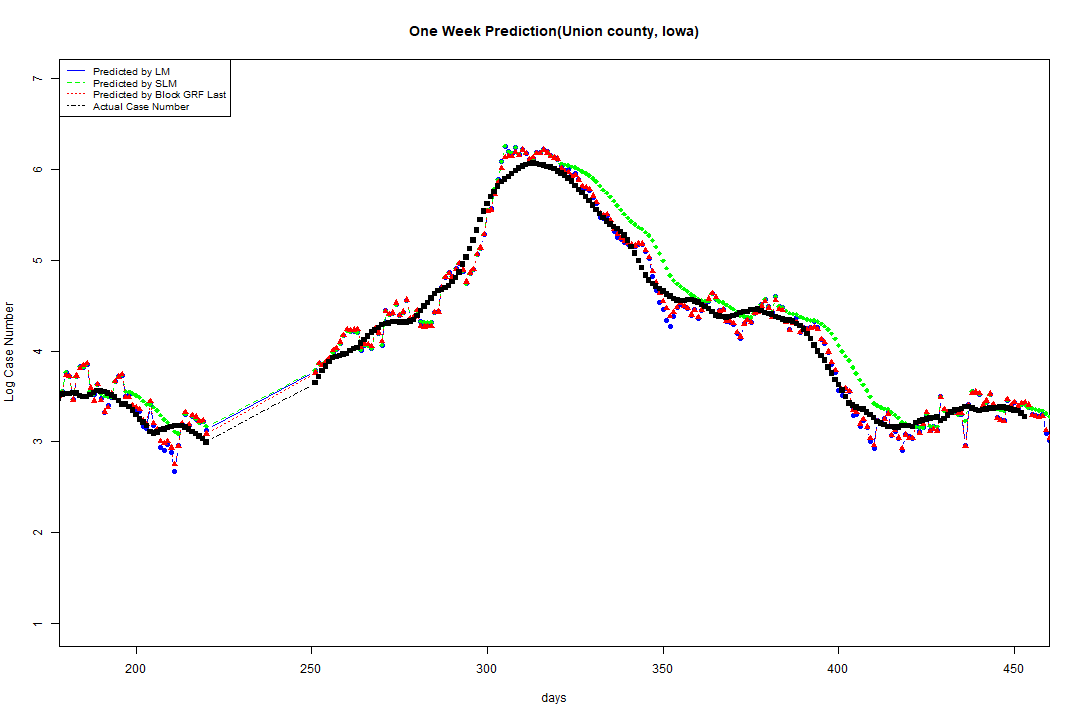 One Week Prediction(Union county, Iowa)
Predicted by LM
Predicted by SLM
Predicted by Block GRF Last
Actual Case Number
7
6
5
4
3
2
1
Log Case Number
200
250
300
350
400
450
days